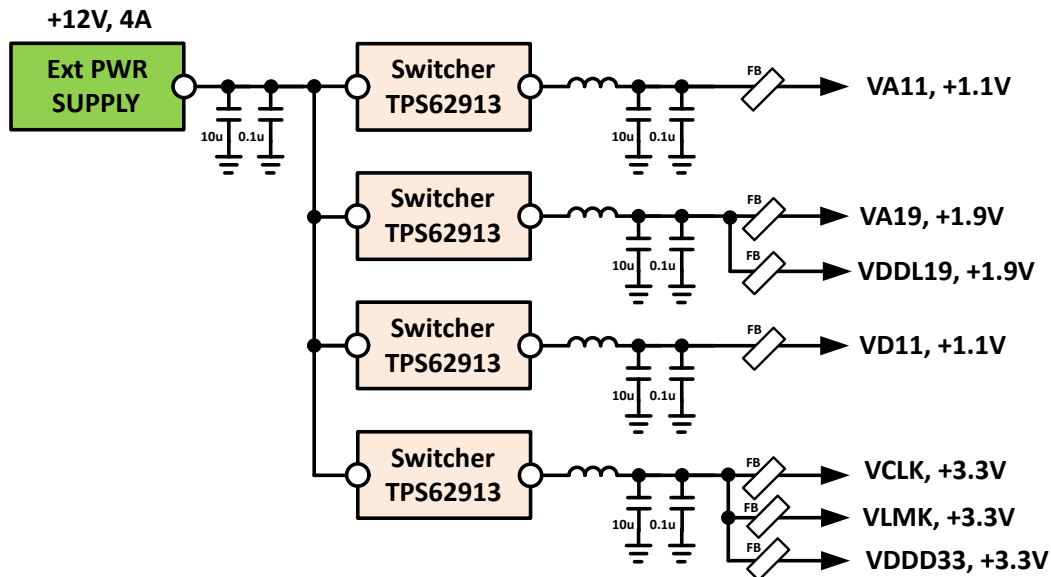 +12V, 4A
Ext PWR
SUPPLY
10u
0.1u
Switcher
TPS62913
10u
0.1u
FB
VA11, +1.1V
Switcher
TPS62913
10u
0.1u
FB
VA19, +1.9V
FB
VDDL19, +1.9V
Switcher
TPS62913
10u
0.1u
FB
VD11, +1.1V
Switcher
TPS62913
10u
0.1u
FB
VCLK, +3.3V
FB
VLMK, +3.3V
FB
VDDD33, +3.3V